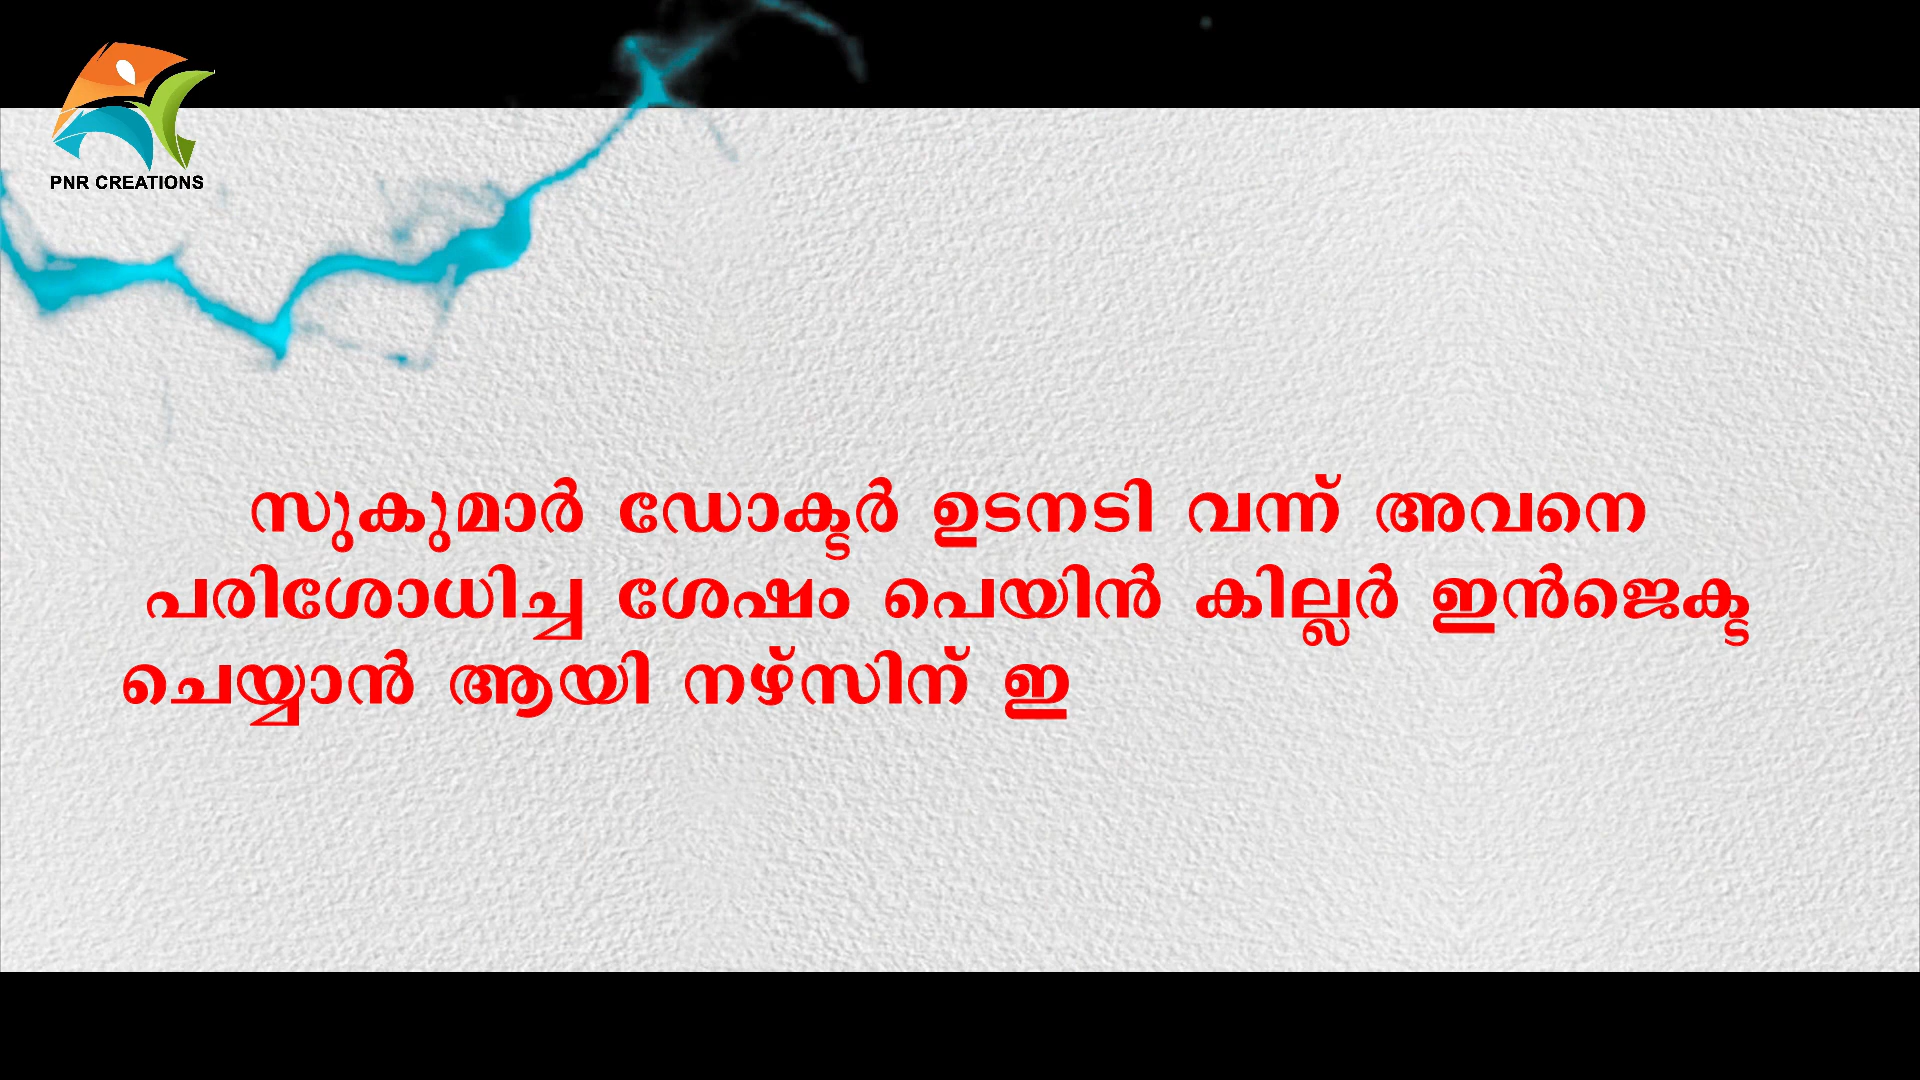 PNR CREATIONS
സുകുമാർ ഡോക്ടർ ഉടനടി വന്ന് അവനെ
പരിശോധിച്ച ശേഷം പെയിൻ കില്ലർ ഇൻജെക്ട
ചെയ്യാൻ ആയി നഴ്സിന് ഇ